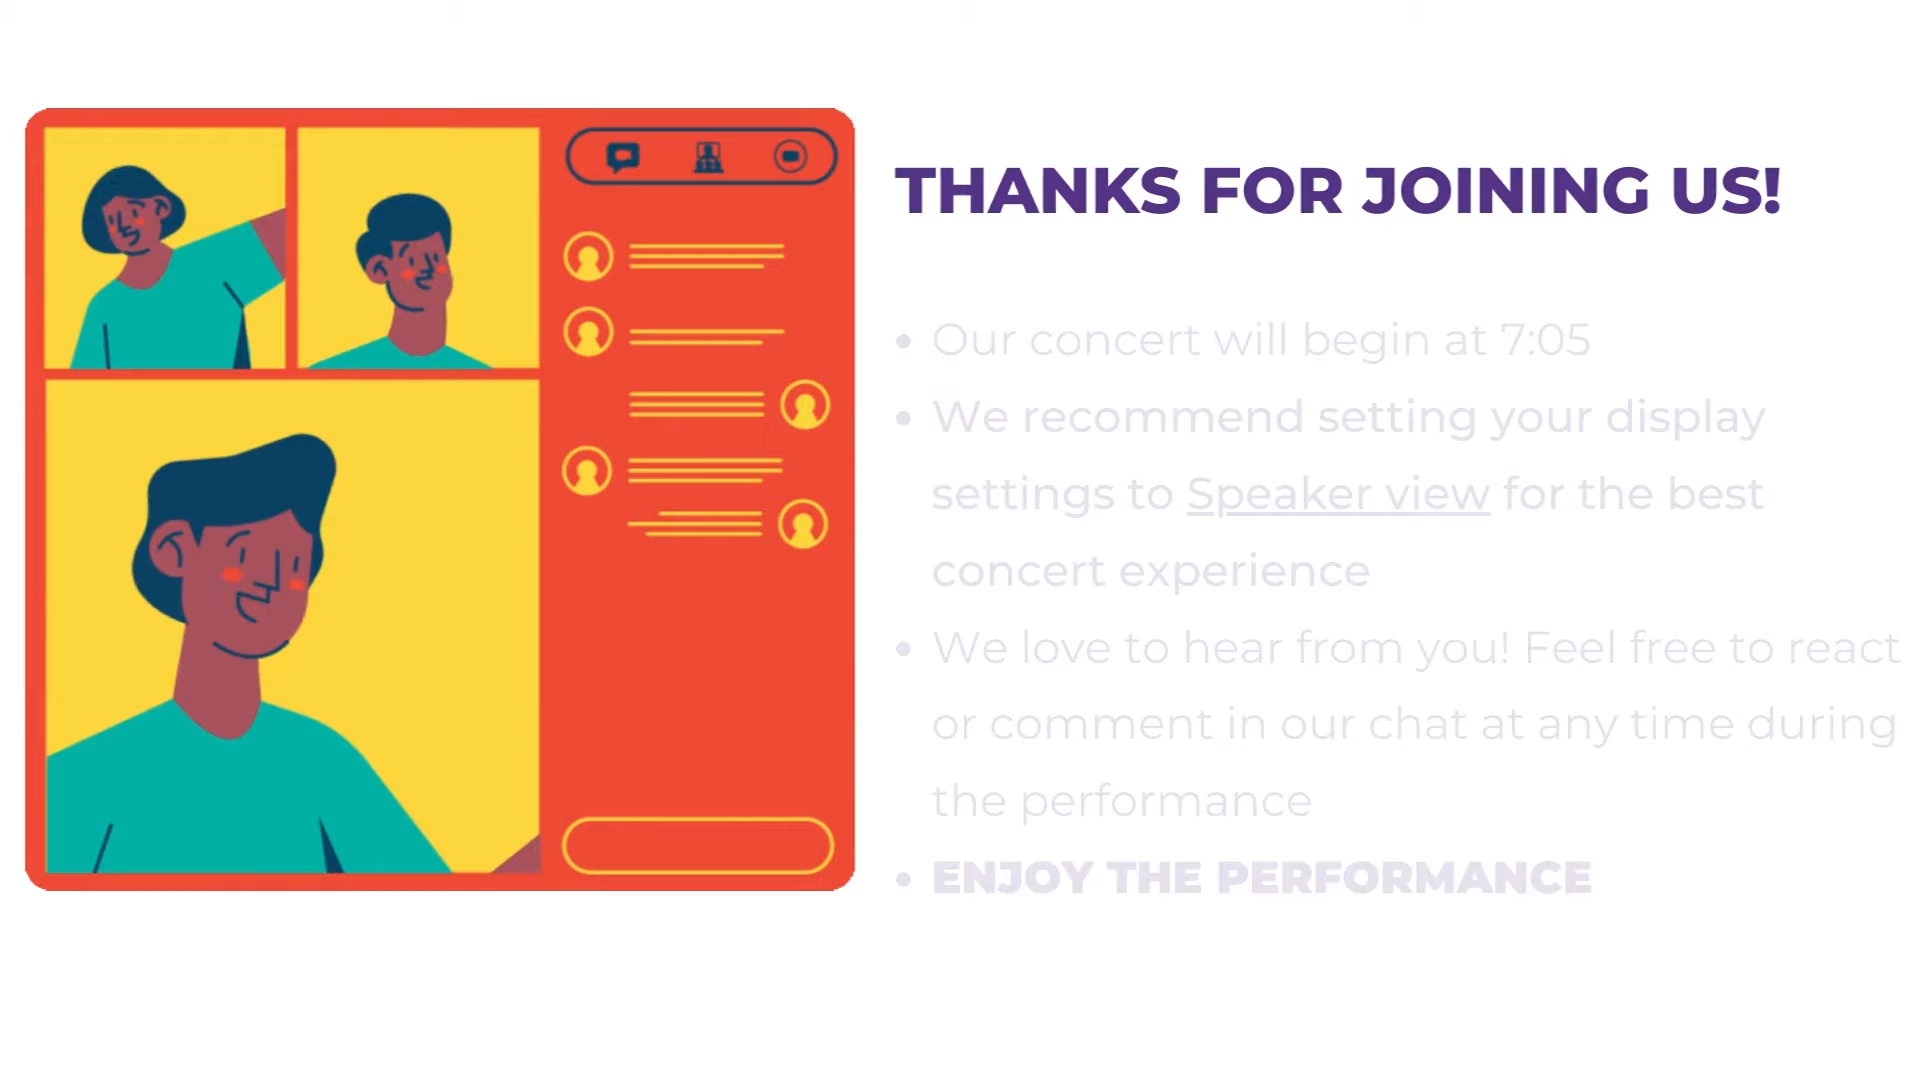 THANKS FOR JOINING US!
• Our concert will begin at 7:05
• We recommend setting your display
settings to Speaker view for the best
concert experience
• We love to hear from you! Feel free to react
or comment in our chat at any time during
the performance
• ENJOY THE PERFORMANCE